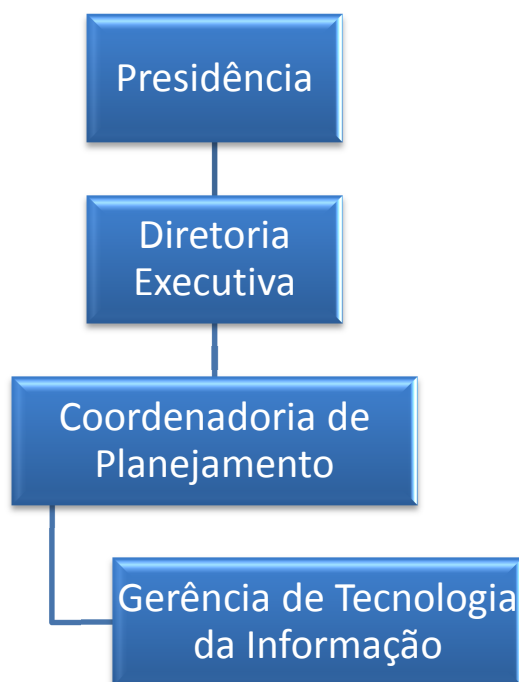 Presidência
Diretoria
Executiva
Coordenadoria de
Planejamento
Gerência de Tecnologia
da Informação